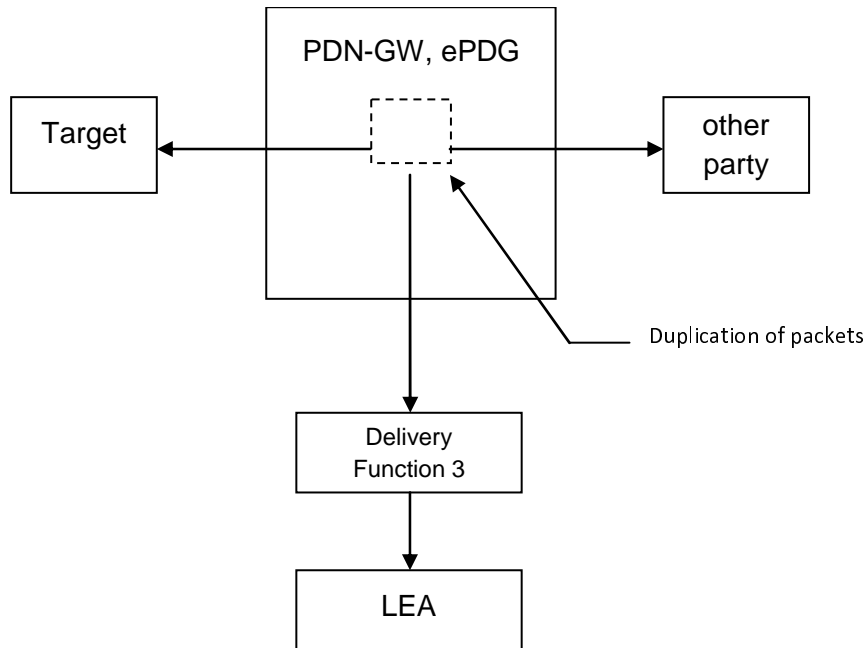 PDN-GW, ePDG
Target
other
party
Duplication of packets
Delivery
Function 3
LEA